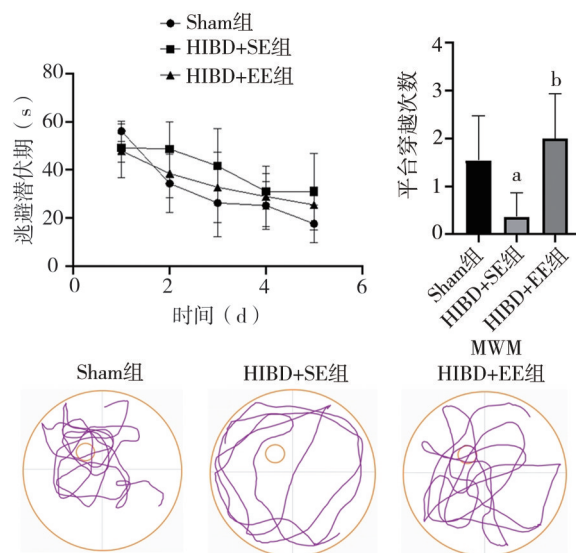 Sham组
HIBD+SE组
HIBD+EE组
逃避潜伏期（s）
80
60
40
20
0
0
2
4
6
时间（d）
平台穿越次数
4
3
2
1
0
a
b
Sham组
HIBD+SE组
HIBD+EE组
MWM
Sham组
HIBD+SE组
HIBD+EE组